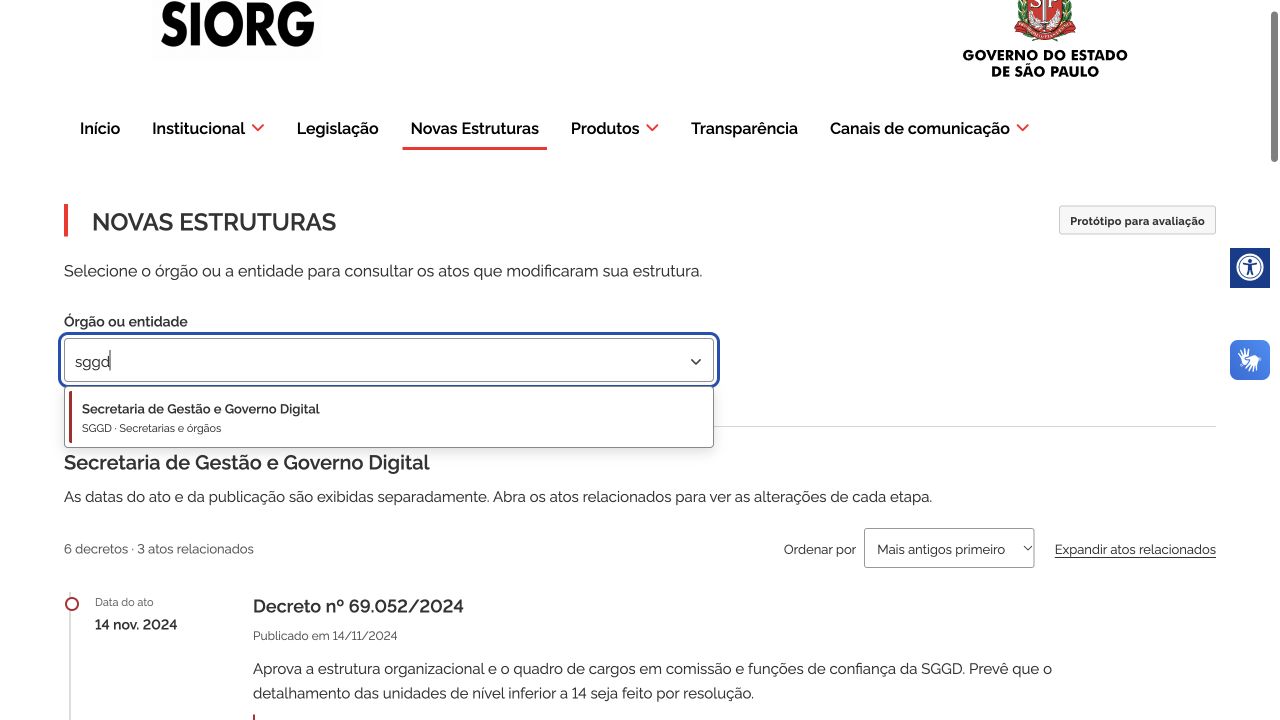 SIORG
GOVERNO DO ESTADO
DE SÃO PAULO
Início Institucional Legislação Novas Estruturas Produtos Transparência Canais de comunicação
NOVAS ESTRUTURAS
Protótipo para avaliação
Selecione o órgão ou a entidade para consultar os atos que modificaram sua estrutura.
Órgão ou entidade
sggd
Secretaria de Gestão e Governo Digital
SGGD · Secretarias e órgãos
Secretaria de Gestão e Governo Digital
As datas do ato e da publicação são exibidas separadamente. Abra os atos relacionados para ver as alterações de cada etapa.
6 decretos · 3 atos relacionados
Ordenar por Mais antigos primeiro Expandir atos relacionados
Data do ato
14 nov. 2024
Decreto nº 69.052/2024
Publicado em 14/11/2024
Aprova a estrutura organizacional e o quadro de cargos em comissão e funções de confiança da SGGD. Prevê que o
detalhamento das unidades de nível inferior a 14 seja feito por resolução.